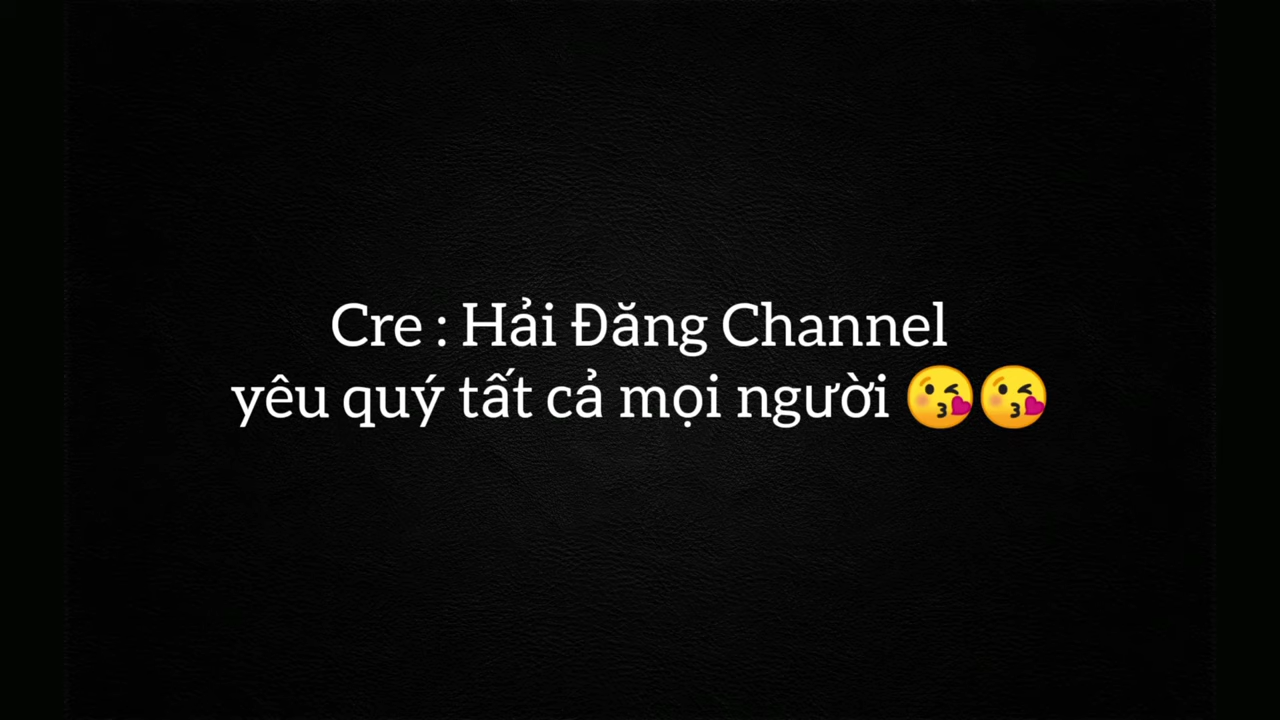 Cre : Hải Đăng Channel
yêu quý tất cả mọi người 😘😘